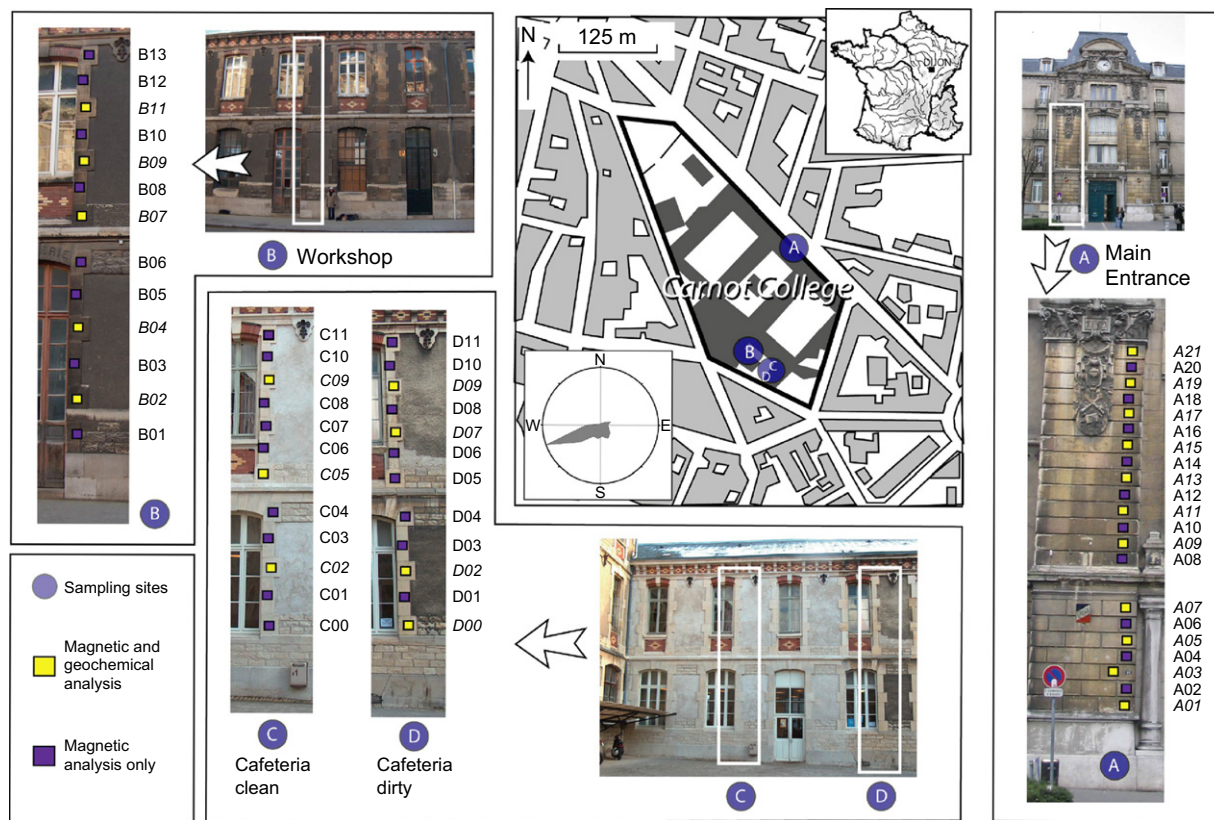 B13
B12
B11
B10
B09
B08
B07
B06
B05
B04
B03
B02
B01
B
B Workshop
Sampling sites
Magnetic and
geochemical
analysis
Magnetic
analysis only
C11
C10
C09
C08
C07
C06
C05
C04
C03
C02
C01
C00
C
Cafeteria
clean
D11
D10
D09
D08
D07
D06
D05
D04
D03
D02
D01
D00
D
Cafeteria
dirty
C
D
N
7
125 m
DIJON
A
Carnot College
B
C
D
N
W
E
S
A Main
Entrance
A21
A20
A19
A18
A17
A16
A15
A14
A13
A12
A11
A10
A09
A08
A07
A06
A05
A04
A03
A02
A01
A